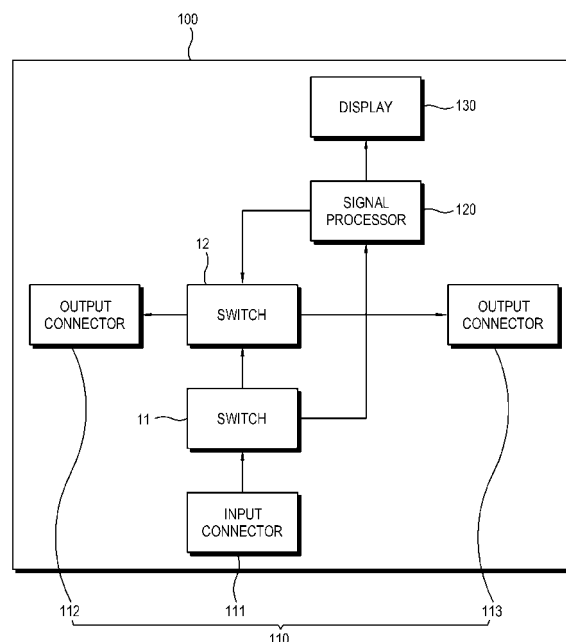 100
DISPLAY
130
SIGNAL
PROCESSOR
120
12
OUTPUT
CONNECTOR
SWITCH
OUTPUT
CONNECTOR
11
SWITCH
INPUT
CONNECTOR
112
111
113
110